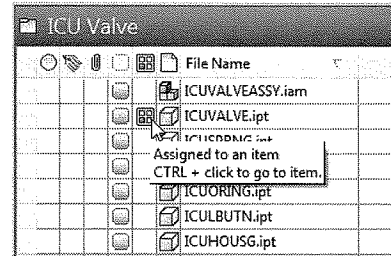 ICU Valve
File Name
ICUVALVEASSY.iam
ICUVALVE.ipt
Assigned to an item
CTRL + click to go to item.
ICUORING.ipt
ICULBUTN.ipt
ICUHOUSG.ipt